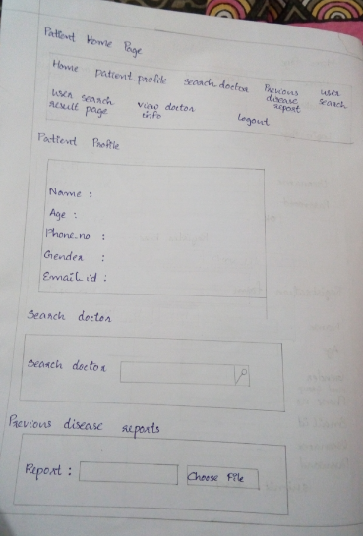 Patient Home Page
Home patient profile search doctor Previous disease report user search
user search result page view doctor info Logout
Patient Profile
Name :
Age :
Phone.no :
Gender :
Email id :
Search doctor
Search doctor
Previous disease reports
Report : Choose File